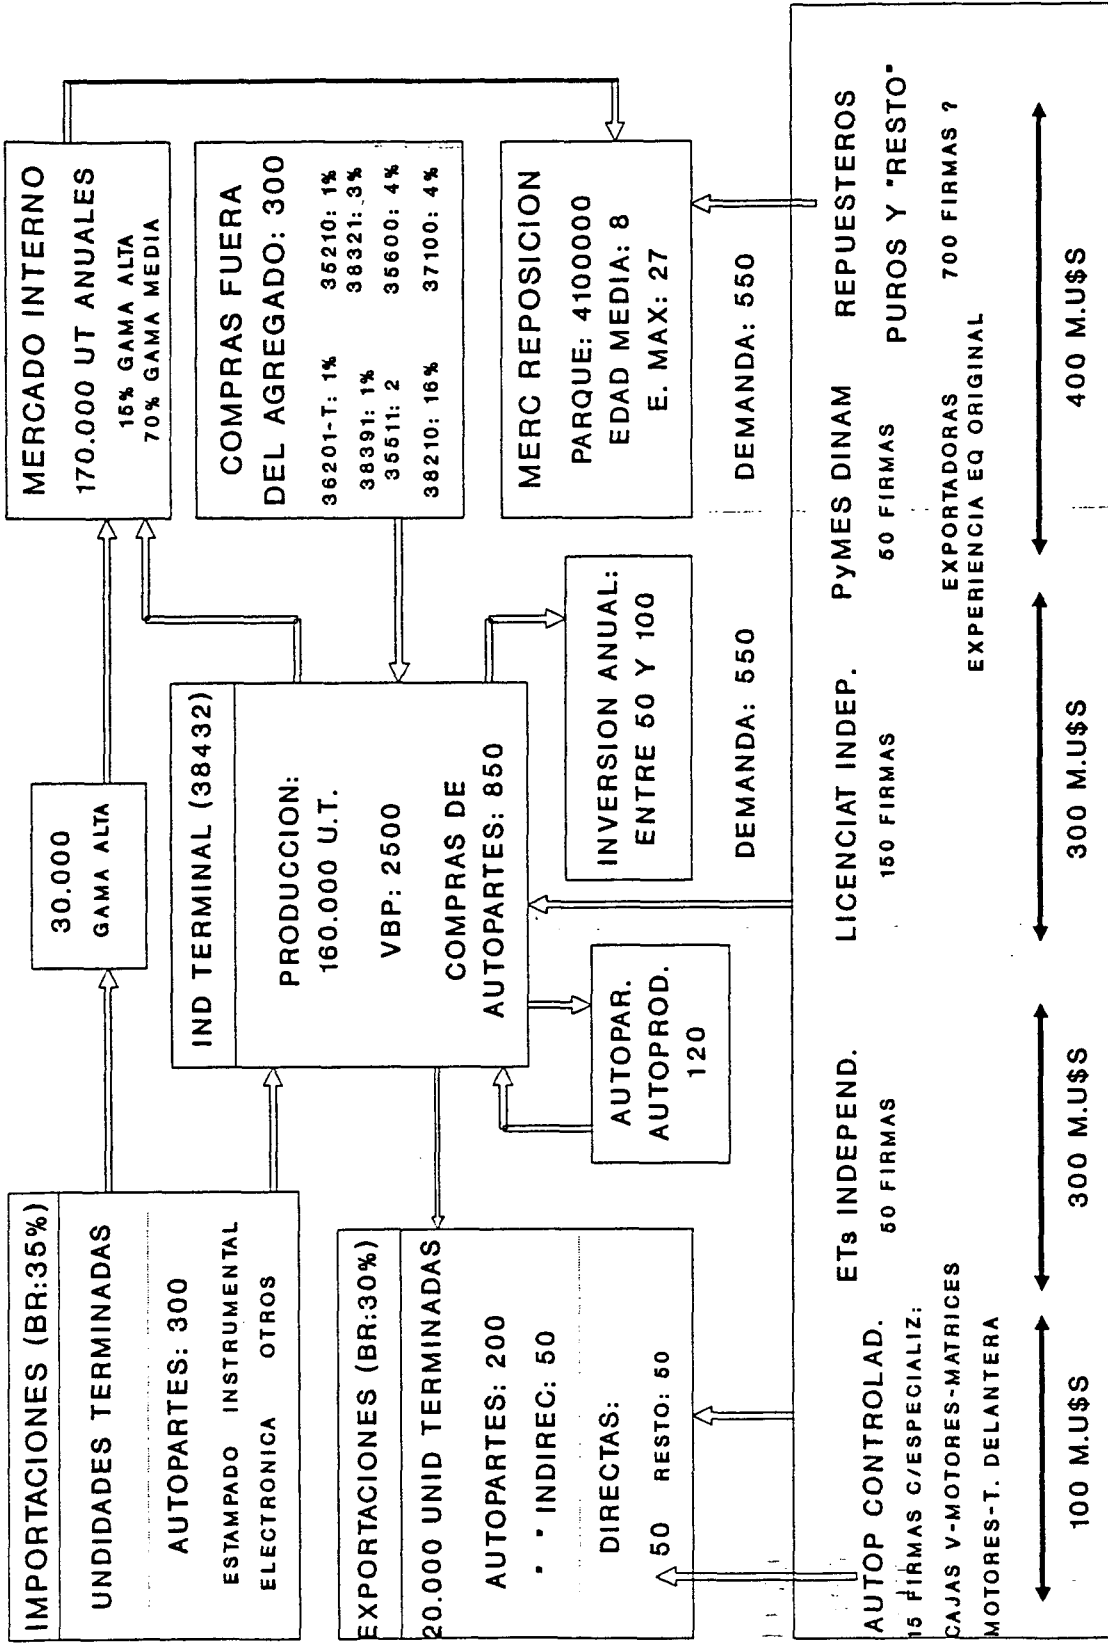 IMPORTACIONES (BR:35%)
UNDIDADES TERMINADAS
AUTOPARTES: 300
ESTAMPADO INSTRUMENTAL
ELECTRONICA OTROS
30.000
GAMA ALTA
MERCADO INTERNO
170.000 UT ANUALES
15% GAMA ALTA
70% GAMA MEDIA
IND TERMINAL (38432)
PRODUCCION:
160.000 U.T.
VBP: 2500
COMPRAS DE
AUTOPARTES: 850
COMPRAS FUERA
DEL AGREGADO: 300
36201-T: 1% 35210: 1%
38391: 1% 38321: 3%
35511: 2 35600: 4%
38210: 16% 37100: 4%
EXPORTACIONES (BR:30%)
20.000 UNID TERMINADAS
AUTOPARTES: 200
" " INDIREC: 50
DIRECTAS:
50 RESTO: 50
AUTOPAR.
AUTOPROD.
120
INVERSION ANUAL:
ENTRE 50 Y 100
MERC REPOSICION
PARQUE: 4100000
EDAD MEDIA: 8
E. MAX: 27
DEMANDA: 550
DEMANDA: 550
AUTOP CONTROLAD.
15 FIRMAS C/ESPECIALIZ:
CAJAS V-MOTORES-MATRICES
MOTORES-T. DELANTERA
ETs INDEPEND.
50 FIRMAS
LICENCIAT INDEP.
150 FIRMAS
PyMES DINAM
50 FIRMAS
EXPORTADORAS
EXPERIENCIA EQ ORIGINAL
REPUESTEROS
PUROS Y "RESTO"
700 FIRMAS ?
100 M.U$S
300 M.U$S
300 M.U$S
400 M.U$S